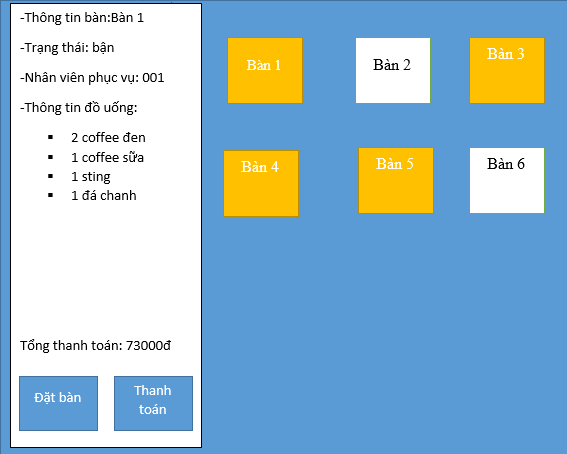 -Thông tin bàn:Bàn 1
-Trạng thái: bận
-Nhân viên phục vụ: 001
-Thông tin đồ uống:
▪ 2 coffee đen
▪ 1 coffee sữa
▪ 1 sting
▪ 1 đá chanh
Tổng thanh toán: 73000đ
Đặt bàn
Thanh
toán
Bàn 1
Bàn 2
Bàn 3
Bàn 4
Bàn 5
Bàn 6